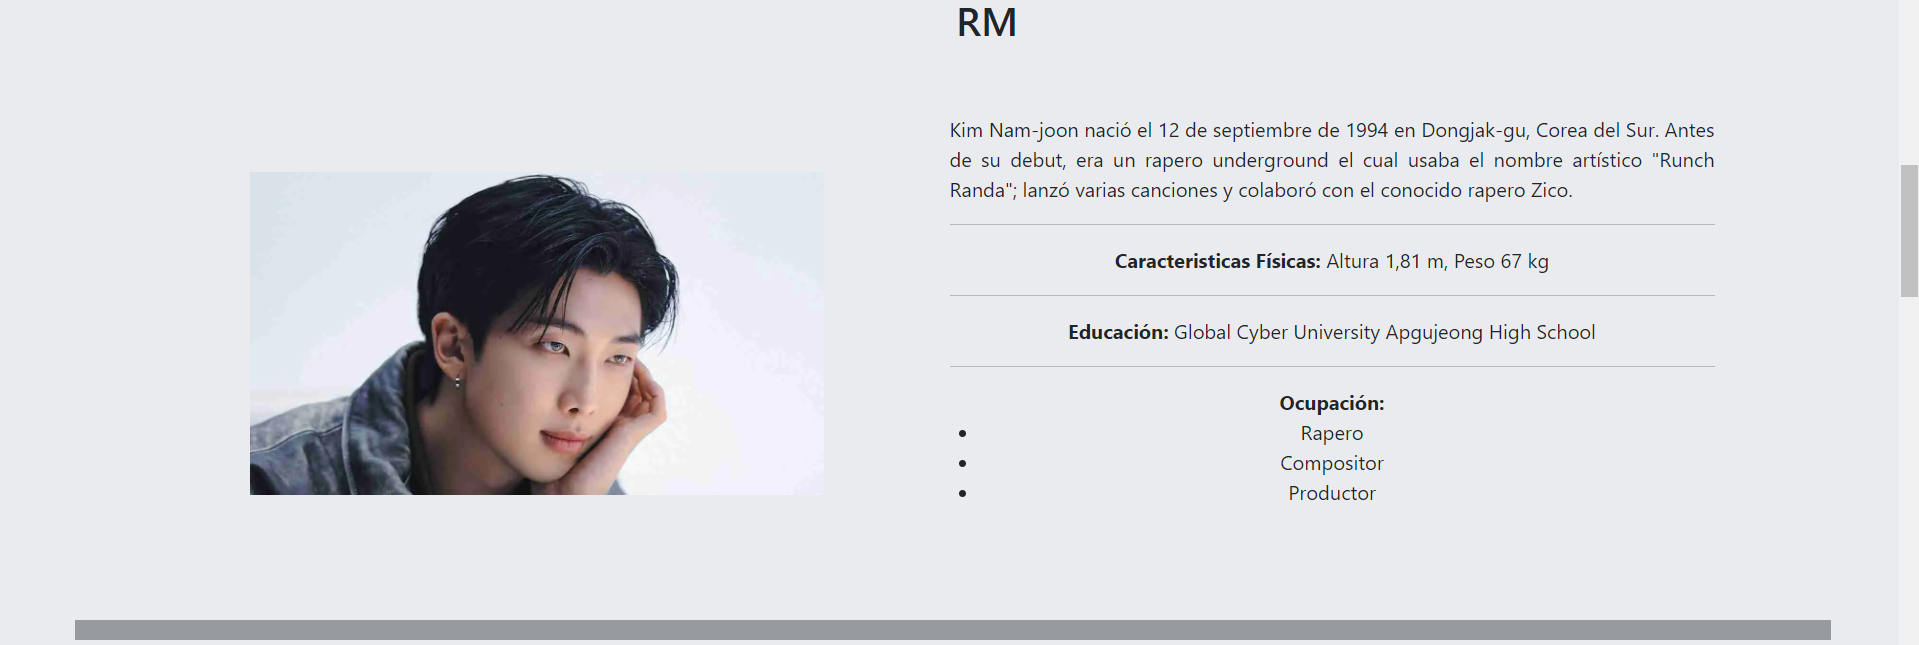 RM
Kim Nam-joon nació el 12 de septiembre de 1994 en Dongjak-gu, Corea del Sur. Antes
de su debut, era un rapero underground el cual usaba el nombre artístico "Runch
Randa"; lanzó varias canciones y colaboró con el conocido rapero Zico.
Caracteristicas Físicas: Altura 1,81 m, Peso 67 kg
Educación: Global Cyber University Apgujeong High School
Ocupación:
• Rapero
• Compositor
• Productor